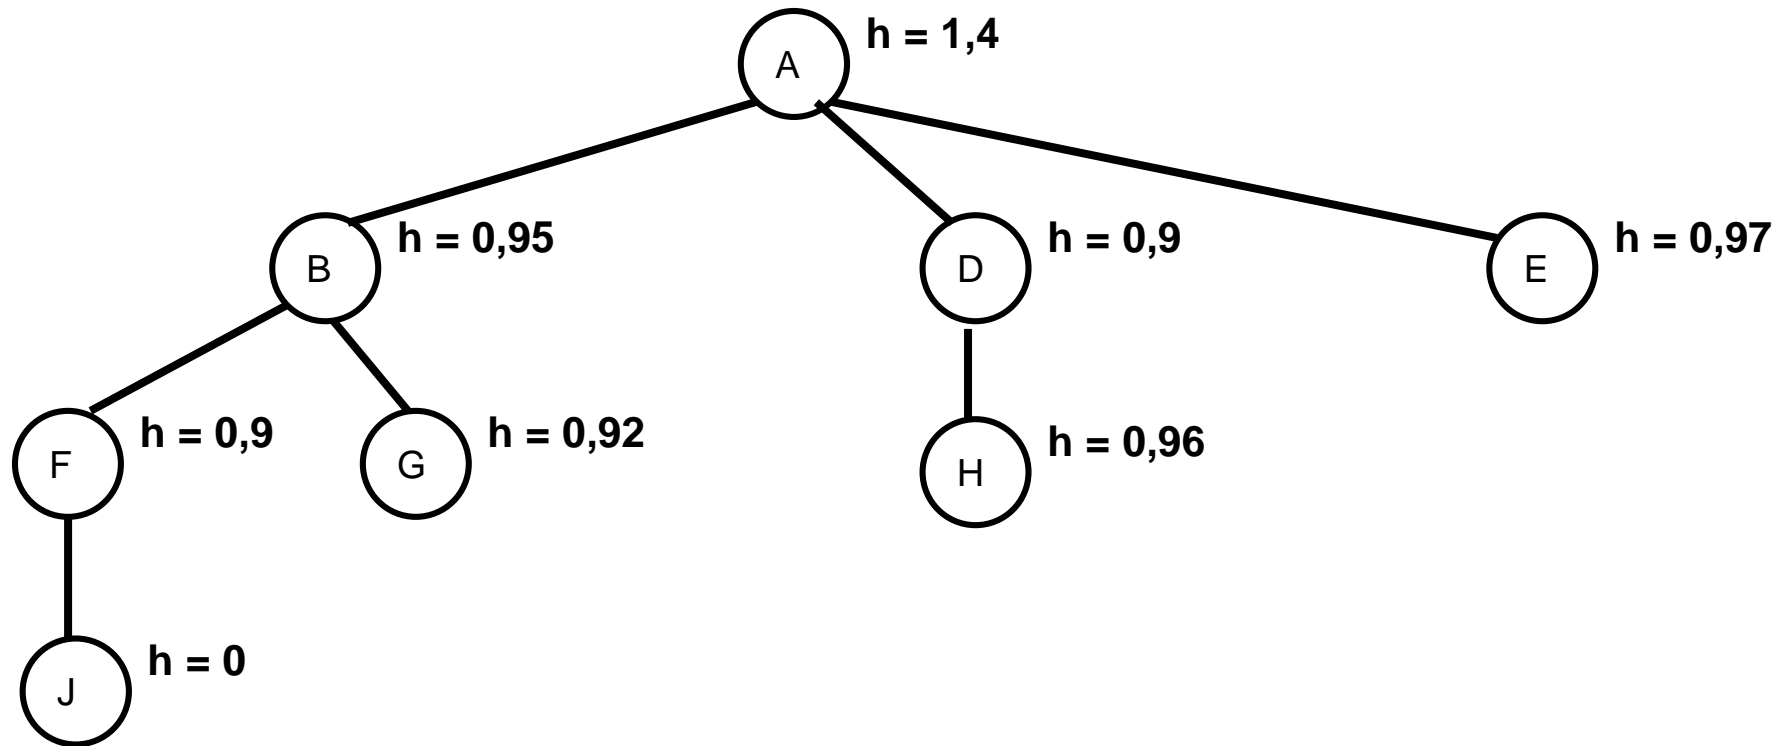 A
h = 1,4
B
h = 0,95
D
h = 0,9
E
h = 0,97
F
h = 0,9
G
h = 0,92
H
h = 0,96
J
h = 0